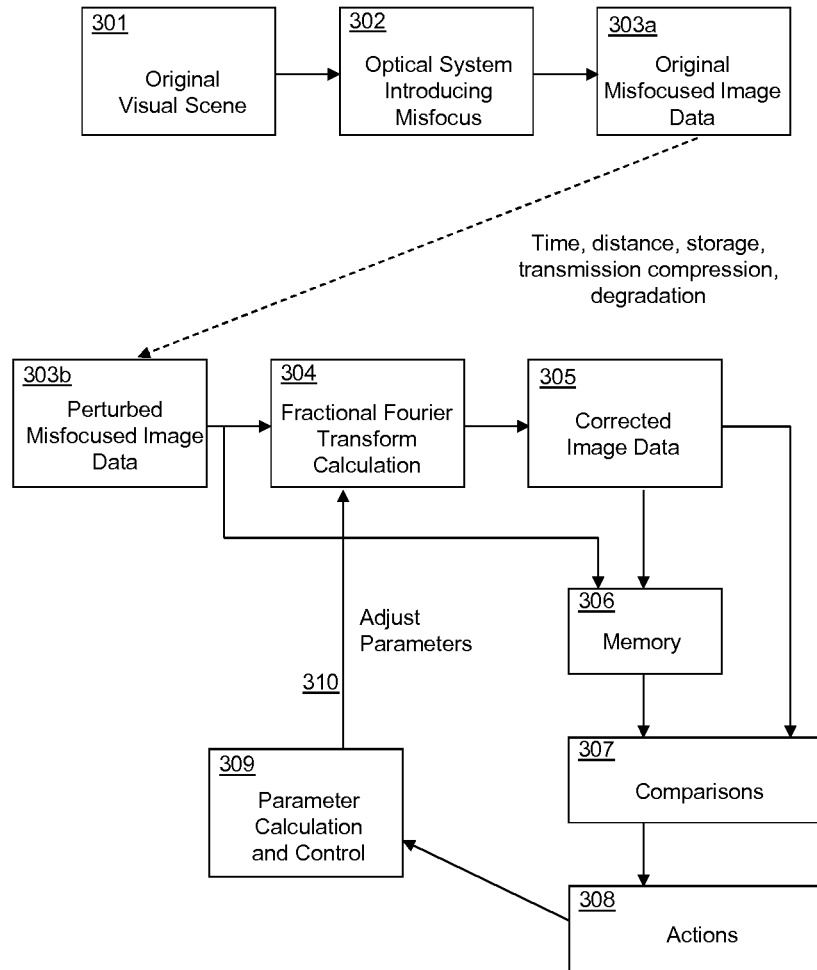 301
Original
Visual Scene
302
Optical System
Introducing
Misfocus
303a
Original
Misfocused Image
Data
Time, distance, storage,
transmission compression,
degradation
303b
Perturbed
Misfocused Image
Data
304
Fractional Fourier
Transform
Calculation
305
Corrected
Image Data
306
Memory
Adjust
Parameters
310
309
Parameter
Calculation
and Control
307
Comparisons
308
Actions